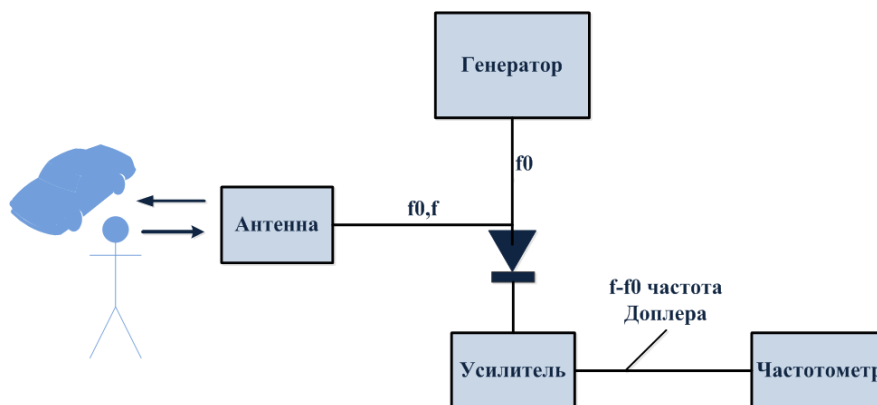 Генератор
f0
f0,f
Антенна
f-f0 частота
Доплера
Усилитель
Частотометр